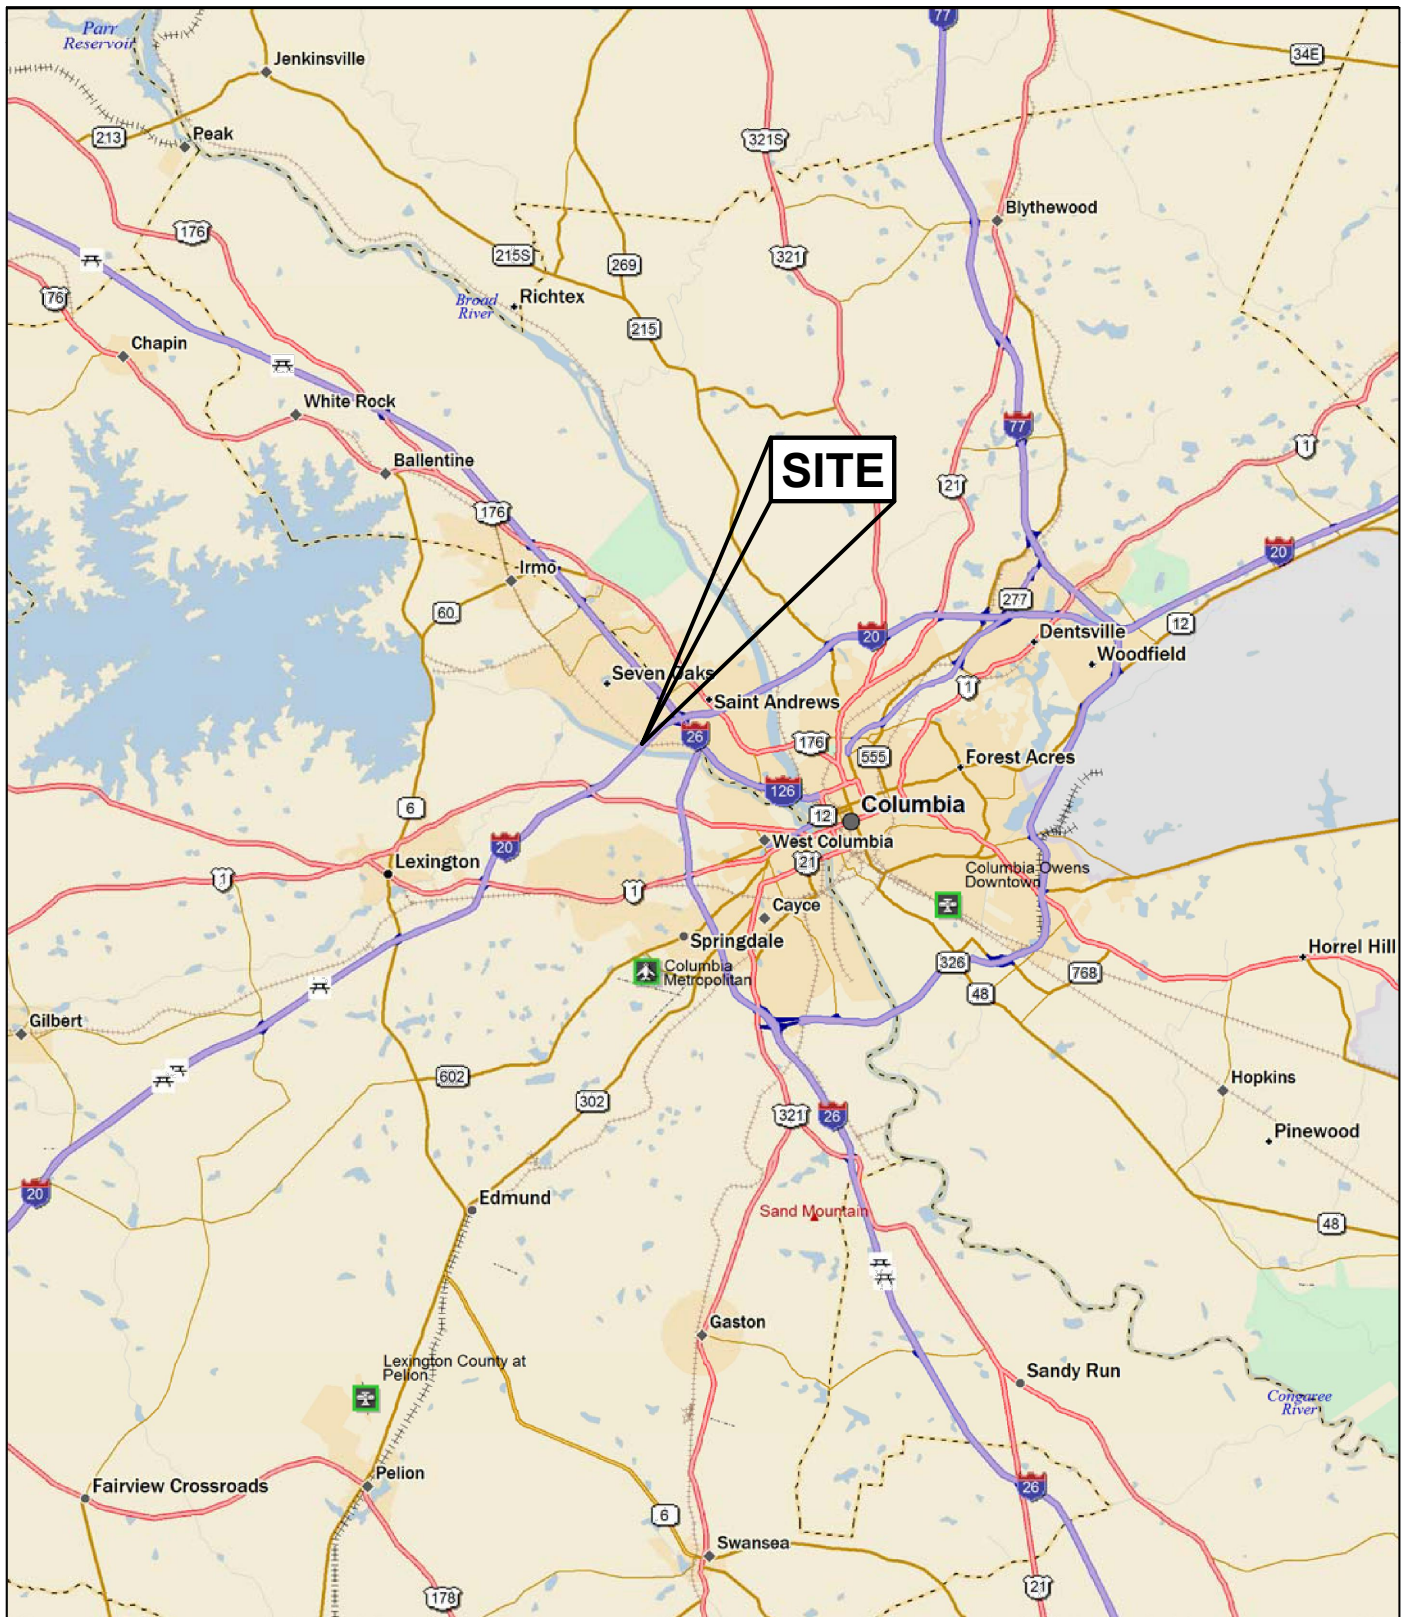 77
Parr
Reservoir
34E
Jenkinsville
213
Peak
321S
Blythewood
176
215S
269
321
76
Broad
River
Richtex
215
Chapin
White Rock
77
1
Ballentine
SITE
21
176
20
Irmo
277
60
12
20
Dentsville
Woodfield
Seven Oaks
1
Saint Andrews
26
176
555
Forest Acres
126
6
Columbia
12
20
West Columbia
Lexington
21
Columbia Owens
Downtown
1
1
Cayce
Springdale
Horrel Hill
326
768
Columbia
Metropolitan
48
Gilbert
602
Hopkins
302
321
26
Pinewood
20
Edmund
Sand Mountain
48
Gaston
Lexington County at
Pelion
Sandy Run
Congaree
River
Pelion
Fairview Crossroads
26
6
Swansea
21
178